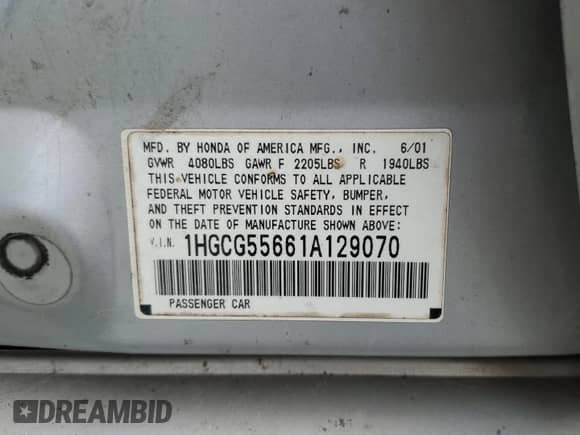 MFD. BY HONDA OF AMERICA MFG., INC. 6/01
GVWR 4080LBS GAWR F 2205LBS R 1940LBS
THIS VEHICLE CONFORMS TO ALL APPLICABLE
FEDERAL MOTOR VEHICLE SAFETY, BUMPER,
AND THEFT PREVENTION STANDARDS IN EFFECT
ON THE DATE OF MANUFACTURE SHOWN ABOVE:
V.I.N. 1HGCG55661A129070
PASSENGER CAR
DREAMBID